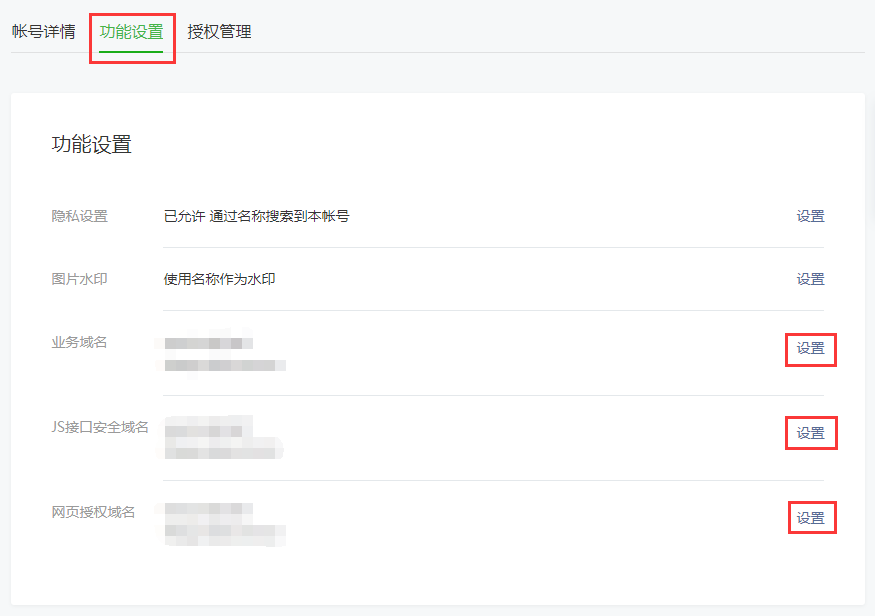 帐号详情 功能设置 授权管理
功能设置
隐私设置 已允许 通过名称搜索到本帐号 设置
图片水印 使用名称作为水印 设置
业务域名 设置
JS接口安全域名 设置
网页授权域名 设置